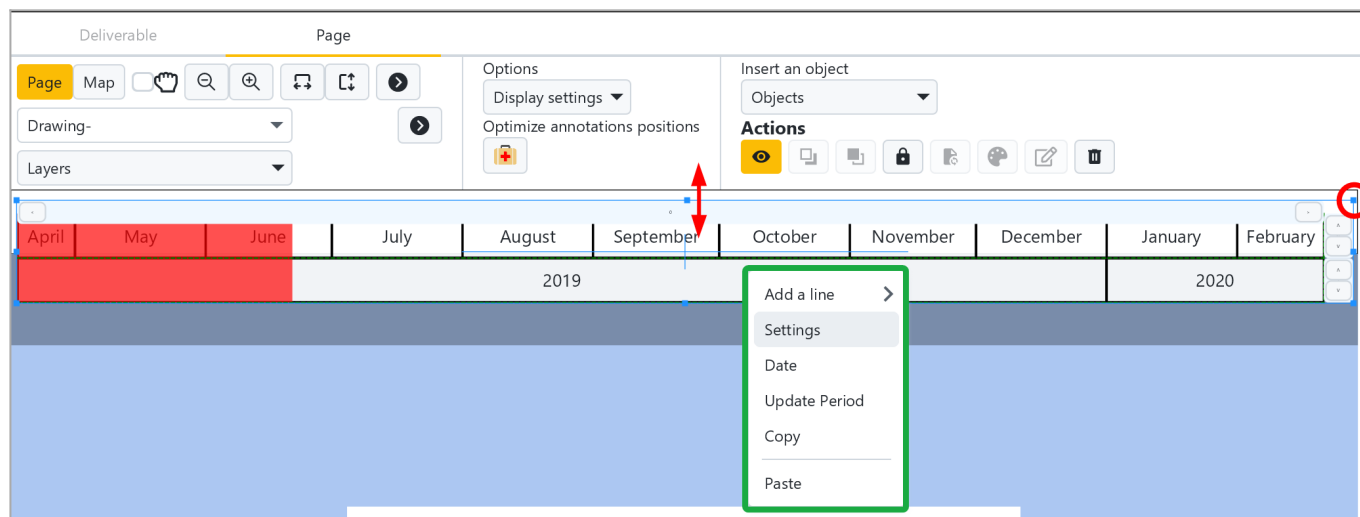 Deliverable
Page
Page
Map
Drawing-
Layers
Options
Display settings
Optimize annotations positions
Insert an object
Objects
Actions
April May June July August September October November December January February
2019 2020
Add a line
Settings
Date
Update Period
Copy
Paste